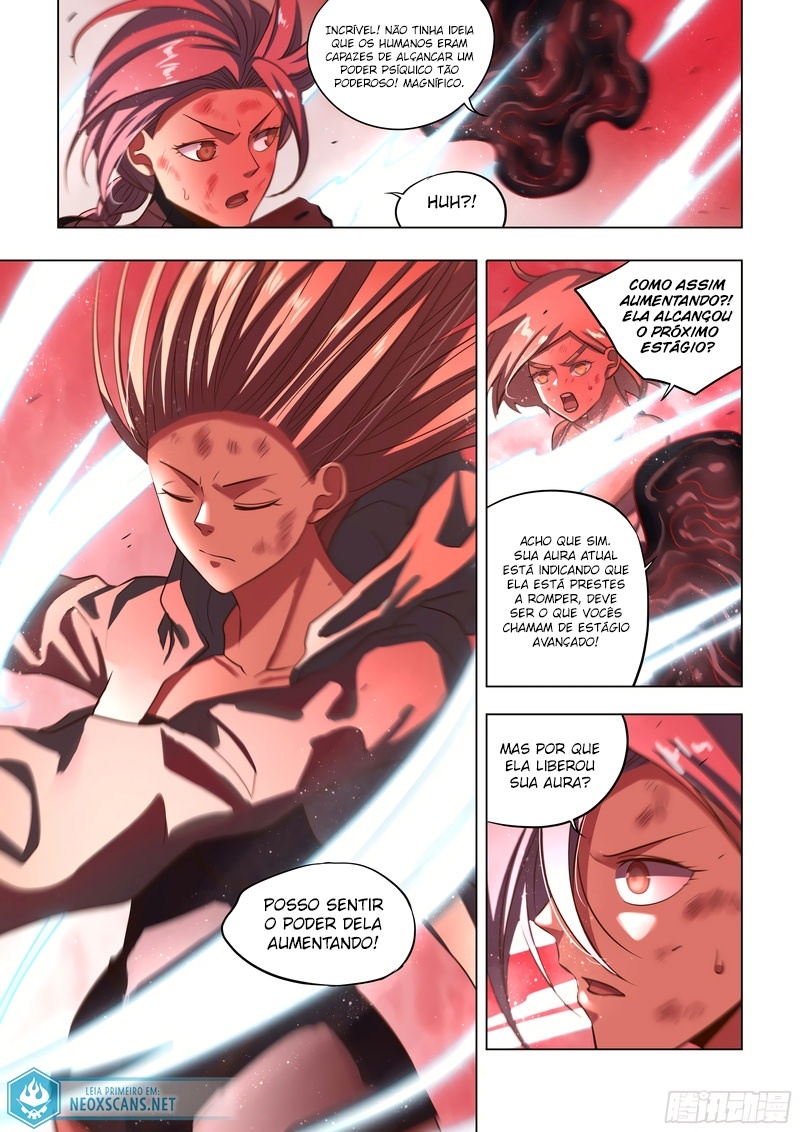 INCRÍVEL! NÃO TINHA IDEIA
QUE OS HUMANOS ERAM
CAPAZES DE ALCANÇAR UM
PODER PSÍQUICO TÃO
PODEROSO! MAGNÍFICO.
HUH?!
POSSO SENTIR
O PODER DELA
AUMENTANDO!
COMO ASSIM
AUMENTANDO?!
ELA ALCANÇOU
O PRÓXIMO
ESTÁGIO?
ACHO QUE SIM.
SUA AURA ATUAL
ESTÁ INDICANDO QUE
ELA ESTÁ PRESTES
A ROMPER, DEVE
SER O QUE VOCÊS
CHAMAM DE ESTÁGIO
AVANÇADO!
MAS POR QUE
ELA LIBEROU
SUA AURA?
LEIA PRIMEIRO EM:
NEOXSCANS.NET
腾讯动漫